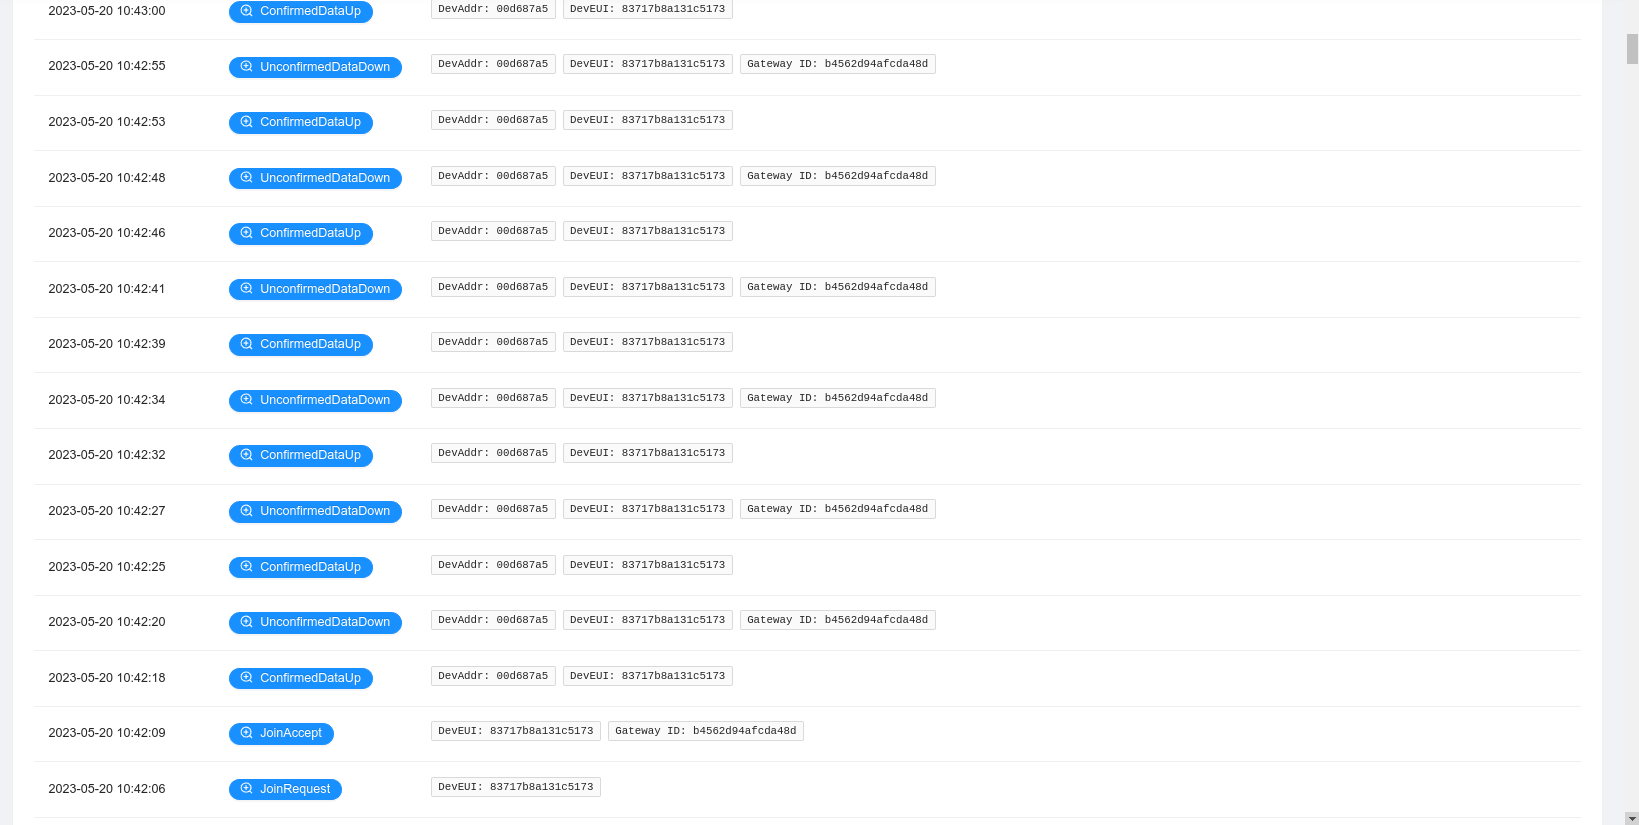 2023-05-20 10:43:00 ConfirmedDataUp DevAddr: 00d687a5 DevEUI: 83717b8a131c5173
2023-05-20 10:42:55 UnconfirmedDataDown DevAddr: 00d687a5 DevEUI: 83717b8a131c5173 Gateway ID: b4562d94afcda48d
2023-05-20 10:42:53 ConfirmedDataUp DevAddr: 00d687a5 DevEUI: 83717b8a131c5173
2023-05-20 10:42:48 UnconfirmedDataDown DevAddr: 00d687a5 DevEUI: 83717b8a131c5173 Gateway ID: b4562d94afcda48d
2023-05-20 10:42:46 ConfirmedDataUp DevAddr: 00d687a5 DevEUI: 83717b8a131c5173
2023-05-20 10:42:41 UnconfirmedDataDown DevAddr: 00d687a5 DevEUI: 83717b8a131c5173 Gateway ID: b4562d94afcda48d
2023-05-20 10:42:39 ConfirmedDataUp DevAddr: 00d687a5 DevEUI: 83717b8a131c5173
2023-05-20 10:42:34 UnconfirmedDataDown DevAddr: 00d687a5 DevEUI: 83717b8a131c5173 Gateway ID: b4562d94afcda48d
2023-05-20 10:42:32 ConfirmedDataUp DevAddr: 00d687a5 DevEUI: 83717b8a131c5173
2023-05-20 10:42:27 UnconfirmedDataDown DevAddr: 00d687a5 DevEUI: 83717b8a131c5173 Gateway ID: b4562d94afcda48d
2023-05-20 10:42:25 ConfirmedDataUp DevAddr: 00d687a5 DevEUI: 83717b8a131c5173
2023-05-20 10:42:20 UnconfirmedDataDown DevAddr: 00d687a5 DevEUI: 83717b8a131c5173 Gateway ID: b4562d94afcda48d
2023-05-20 10:42:18 ConfirmedDataUp DevAddr: 00d687a5 DevEUI: 83717b8a131c5173
2023-05-20 10:42:09 JoinAccept DevEUI: 83717b8a131c5173 Gateway ID: b4562d94afcda48d
2023-05-20 10:42:06 JoinRequest DevEUI: 83717b8a131c5173